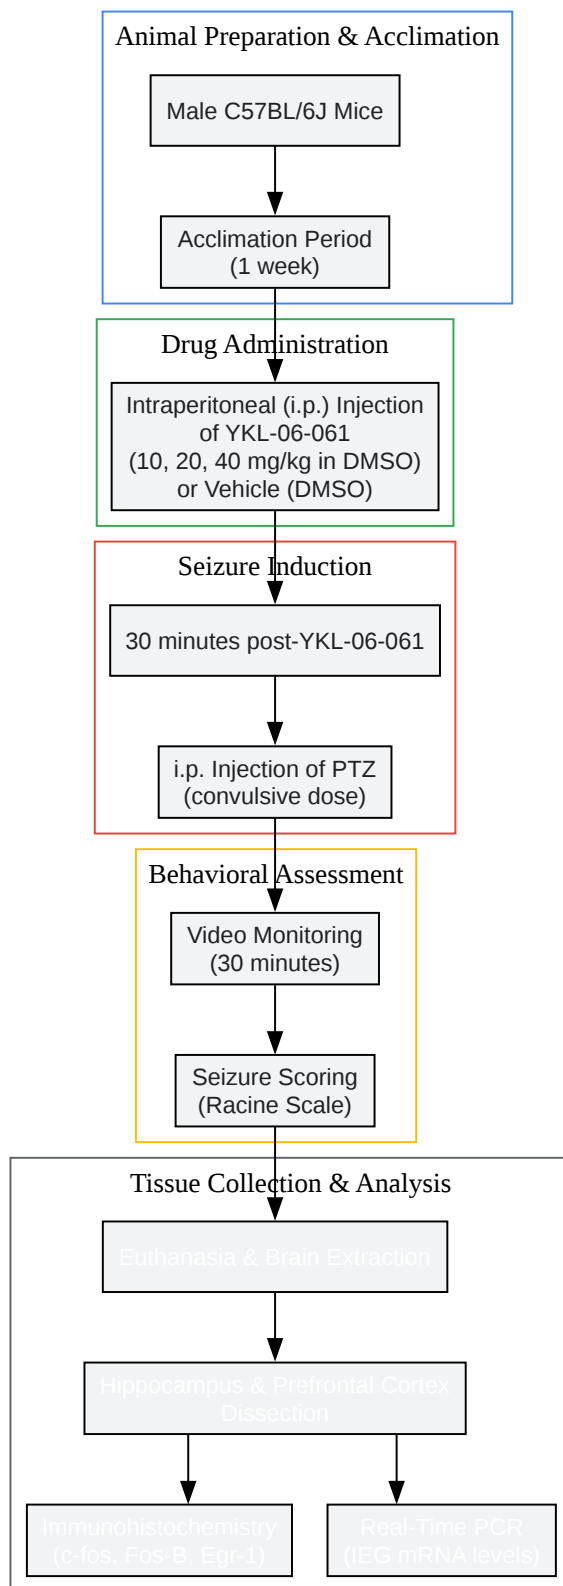 Animal Preparation & Acclimation
Male C57BL/6J Mice
Acclimation Period
(1 week)
Drug Administration
Intraperitoneal (i.p.) Injection
of YKL-06-061
(10, 20, 40 mg/kg in DMSO)
or Vehicle (DMSO)
Seizure Induction
30 minutes post-YKL-06-061
i.p. Injection of PTZ
(convulsive dose)
Behavioral Assessment
Video Monitoring
(30 minutes)
Seizure Scoring
(Racine Scale)
Tissue Collection & Analysis
Euthanasia & Brain Extraction
Hippocampus & Prefrontal Cortex
Dissection
Immunohistochemistry
(c-fos, Fos-B, Egr-1)
Real-Time PCR
(IEG mRNA levels)